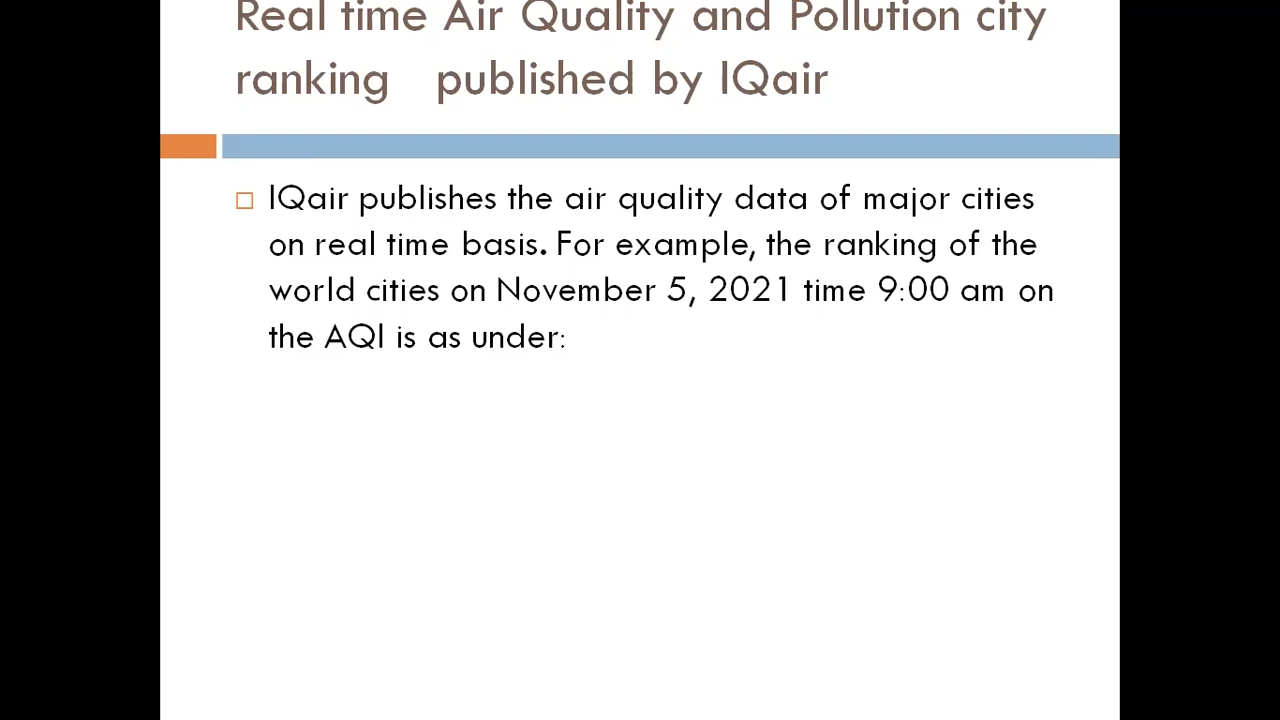 Real time Air Quality and Pollution city
ranking published by IQair
IQair publishes the air quality data of major cities
on real time basis. For example, the ranking of the
world cities on November 5, 2021 time 9:00 am on
the AQI is as under: